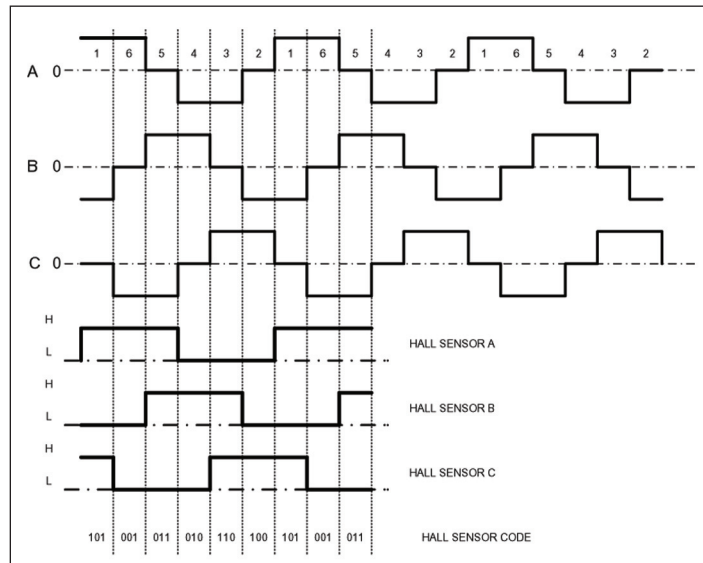 1 6 5 4 3 2 1 6 5 4 3 2 1 6 5 4 3 2
A 0
B 0
C 0
H
L
HALL SENSOR A
H
L
HALL SENSOR B
H
L
HALL SENSOR C
101 001 011 010 110 100 101 001 011 HALL SENSOR CODE